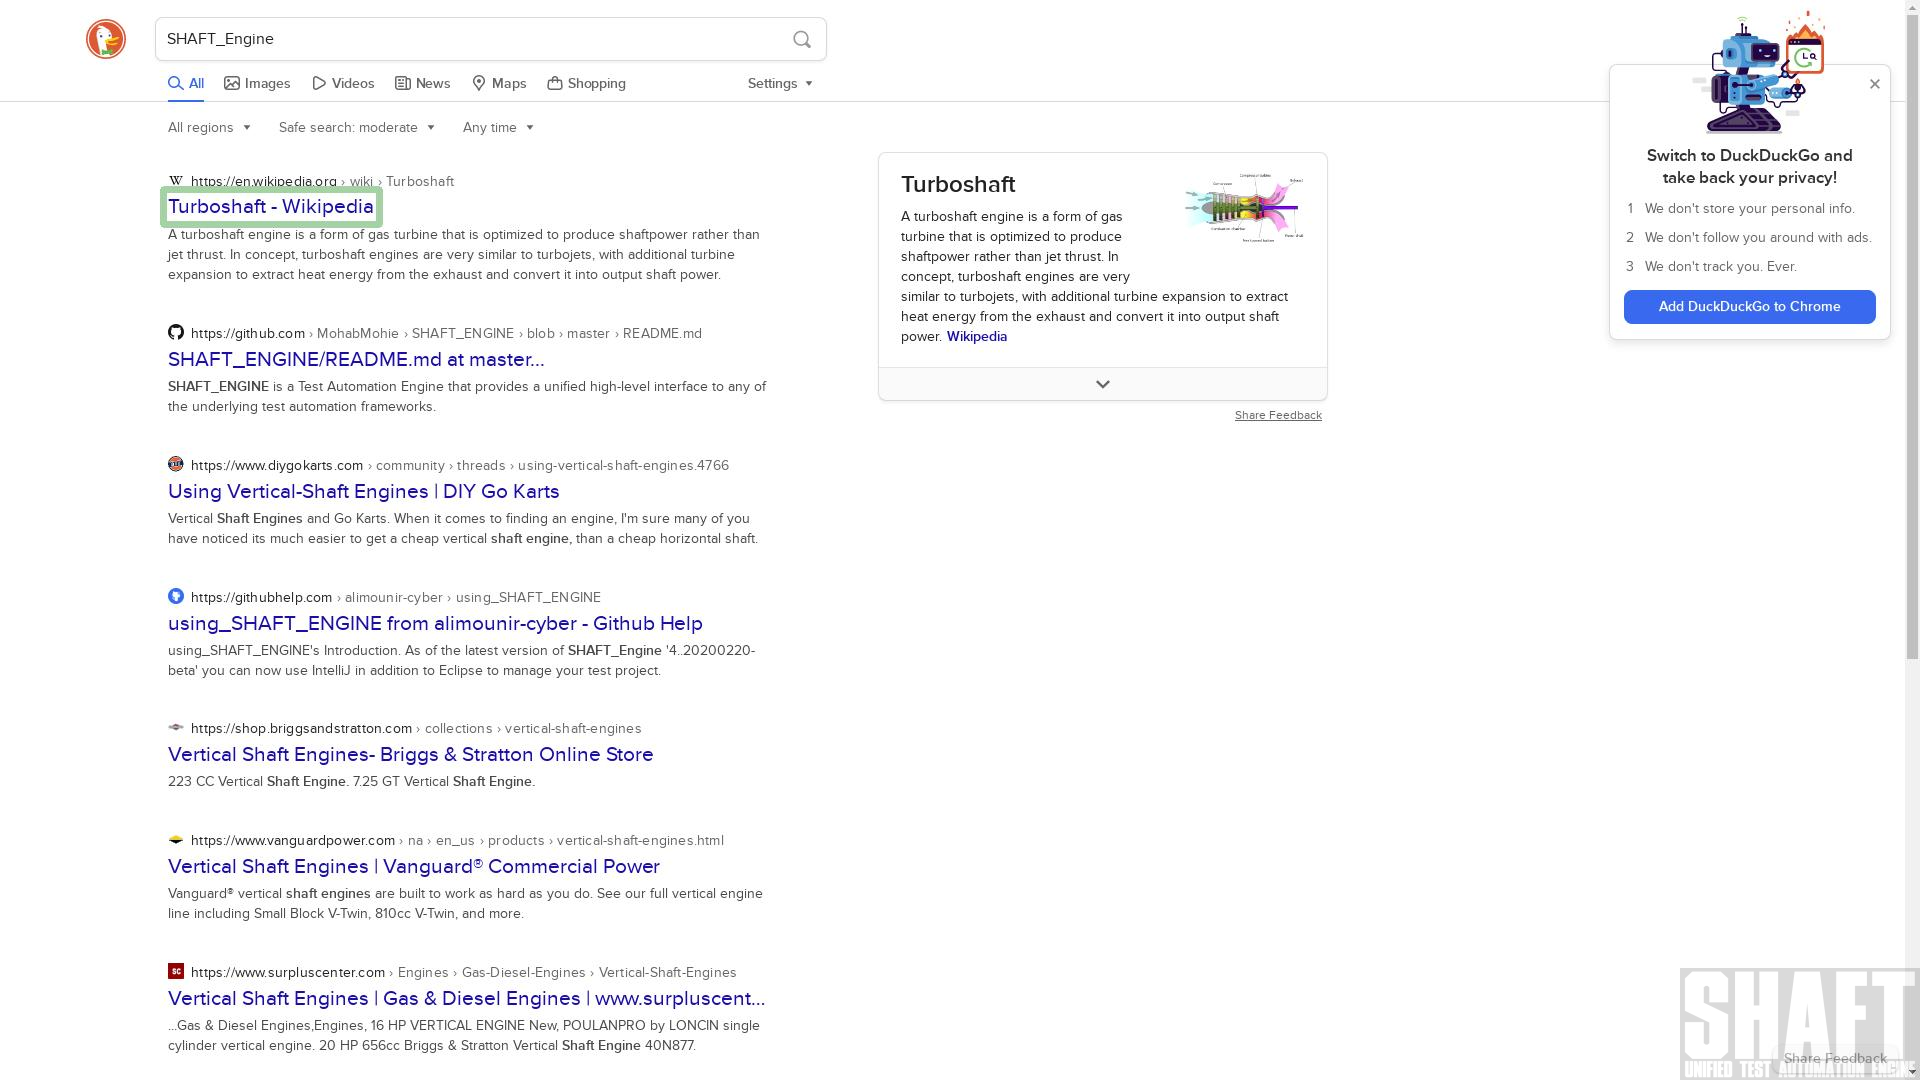 SHAFT_Engine
All Images Videos News Maps Shopping Settings
All regions Safe search: moderate Any time
https://en.wikipedia.org › wiki › Turboshaft
Turboshaft - Wikipedia
A turboshaft engine is a form of gas turbine that is optimized to produce shaftpower rather than
jet thrust. In concept, turboshaft engines are very similar to turbojets, with additional turbine
expansion to extract heat energy from the exhaust and convert it into output shaft power.
https://github.com › MohabMohie › SHAFT_ENGINE › blob › master › README.md
SHAFT_ENGINE/README.md at master...
SHAFT_ENGINE is a Test Automation Engine that provides a unified high-level interface to any of
the underlying test automation frameworks.
https://www.diygokarts.com › community › threads › using-vertical-shaft-engines.4766
Using Vertical-Shaft Engines | DIY Go Karts
Vertical Shaft Engines and Go Karts. When it comes to finding an engine, I'm sure many of you
have noticed its much easier to get a cheap vertical shaft engine, than a cheap horizontal shaft.
https://githubhelp.com › alimounir-cyber › using_SHAFT_ENGINE
using_SHAFT_ENGINE from alimounir-cyber - Github Help
using_SHAFT_ENGINE's Introduction. As of the latest version of SHAFT_Engine '4..20200220-
beta' you can now use IntelliJ in addition to Eclipse to manage your test project.
https://shop.briggsandstratton.com › collections › vertical-shaft-engines
Vertical Shaft Engines- Briggs & Stratton Online Store
223 CC Vertical Shaft Engine. 7.25 GT Vertical Shaft Engine.
https://www.vanguardpower.com › na › en_us › products › vertical-shaft-engines.html
Vertical Shaft Engines | Vanguard® Commercial Power
Vanguard® vertical shaft engines are built to work as hard as you do. See our full vertical engine
line including Small Block V-Twin, 810cc V-Twin, and more.
SC https://www.surpluscenter.com › Engines › Gas-Diesel-Engines › Vertical-Shaft-Engines
Vertical Shaft Engines | Gas & Diesel Engines | www.surpluscent...
...Gas & Diesel Engines,Engines, 16 HP VERTICAL ENGINE New, POULANPRO by LONCIN single
cylinder vertical engine. 20 HP 656cc Briggs & Stratton Vertical Shaft Engine 40N877.
Turboshaft
A turboshaft engine is a form of gas
turbine that is optimized to produce
shaftpower rather than jet thrust. In
concept, turboshaft engines are very
similar to turbojets, with additional turbine expansion to extract
heat energy from the exhaust and convert it into output shaft
power. Wikipedia
Share Feedback
Switch to DuckDuckGo and
take back your privacy!
1 We don't store your personal info.
2 We don't follow you around with ads.
3 We don't track you. Ever.
Add DuckDuckGo to Chrome
SHAFT
Share Feedback
UNIFIED TEST AUTOMATION ENGINE